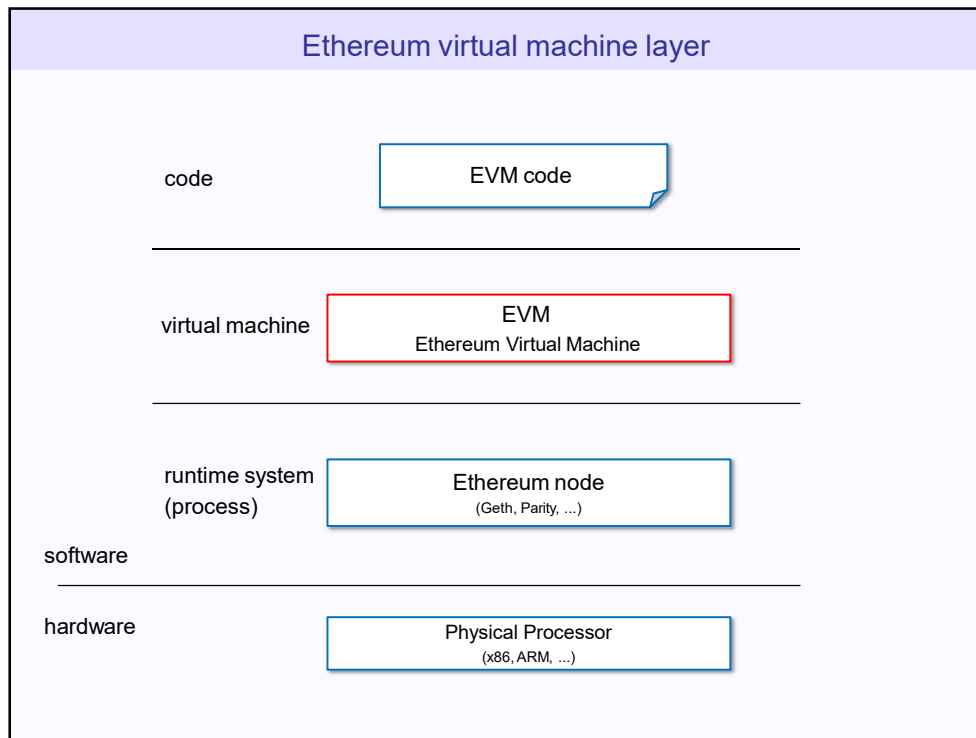 Ethereum virtual machine layer
code
EVM code
virtual machine
EVM
Ethereum Virtual Machine
runtime system
(process)
Ethereum node
(Geth, Parity, ...)
software
hardware
Physical Processor
(x86, ARM, ...)